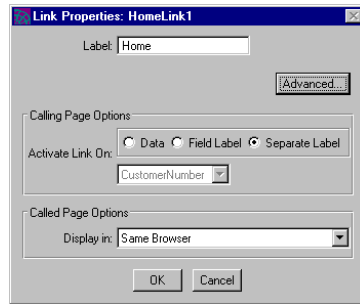 Link Properties: HomeLink1
Label: Home
Advanced...
Calling Page Options
Activate Link On: Data Field Label Separate Label
CustomerNumber
Called Page Options
Display in: Same Browser
OK Cancel